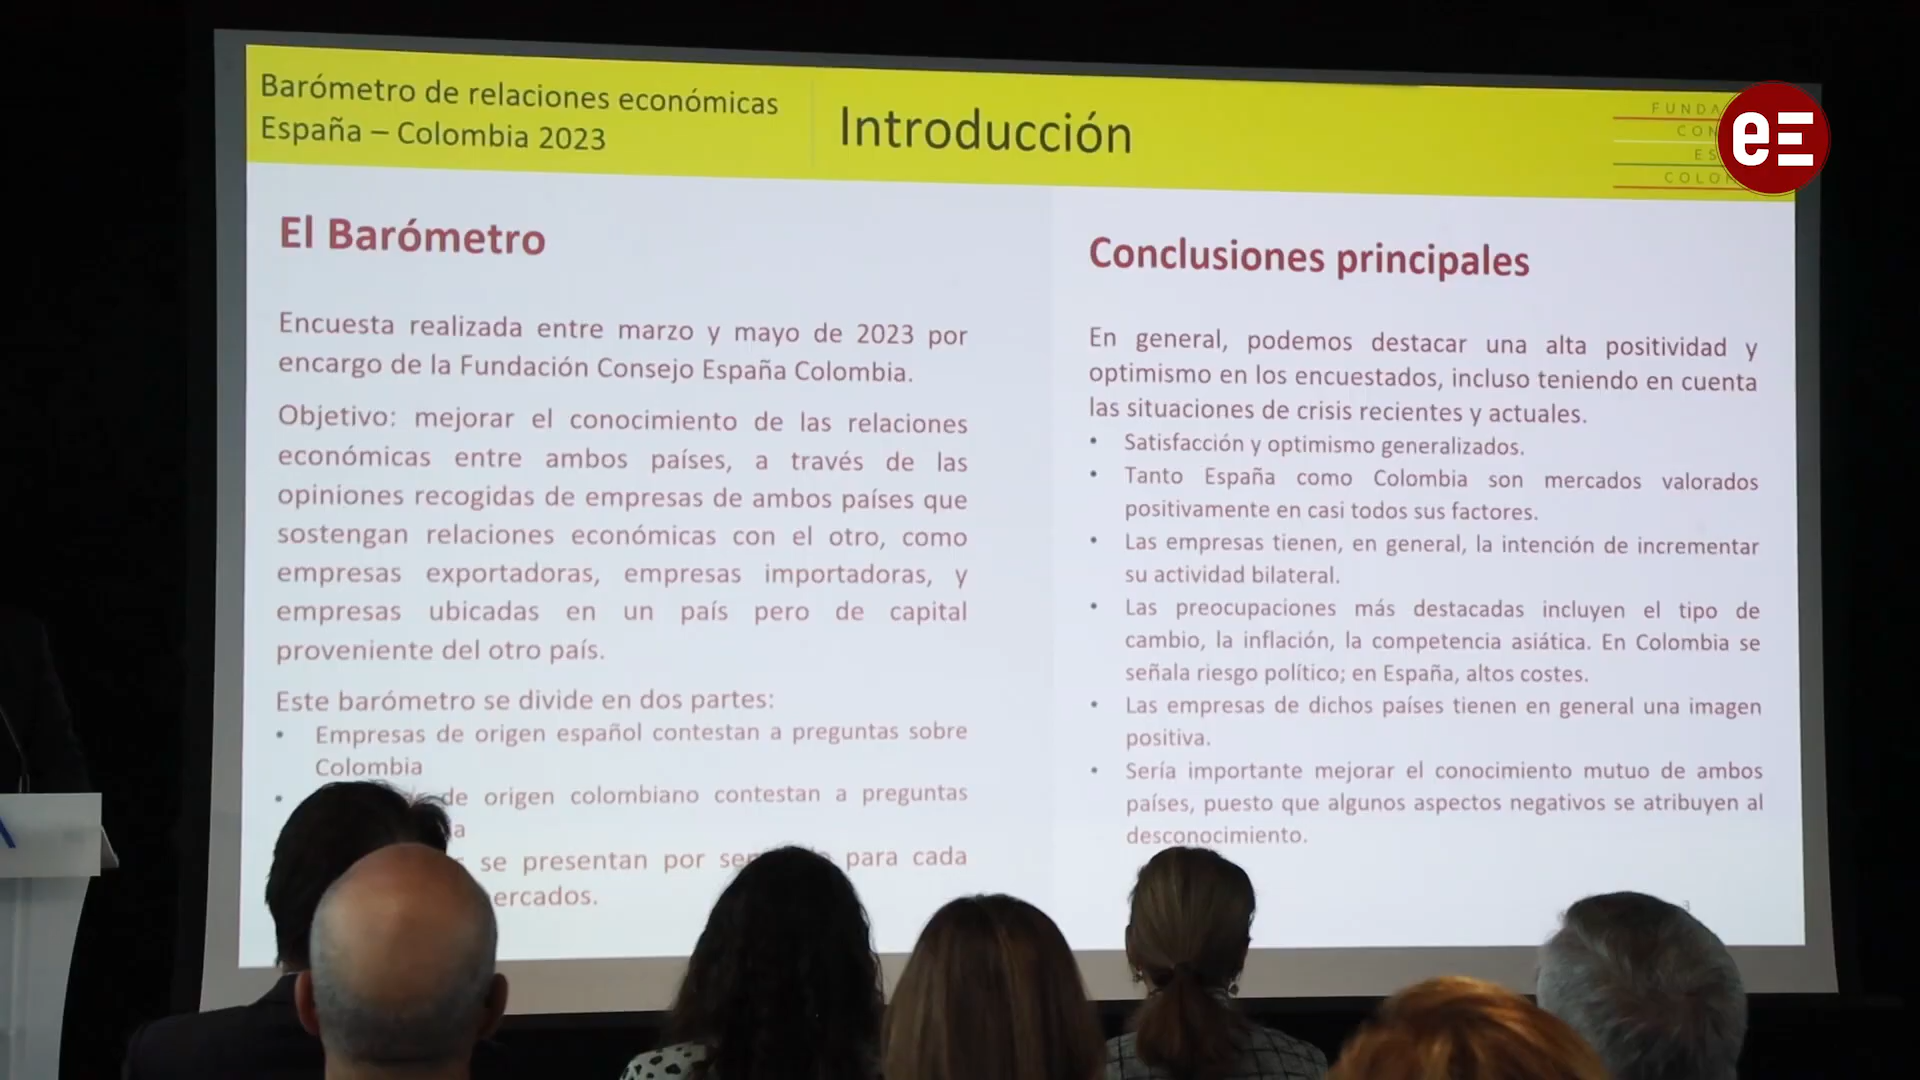 Barómetro de relaciones económicas
España – Colombia 2023
Introducción
eE
El Barómetro
Encuesta realizada entre marzo y mayo de 2023 por
encargo de la Fundación Consejo España Colombia.
Objetivo: mejorar el conocimiento de las relaciones
económicas entre ambos países, a través de las
opiniones recogidas de empresas de ambos países que
sostengan relaciones económicas con el otro, como
empresas exportadoras, empresas importadoras, y
empresas ubicadas en un país pero de capital
proveniente del otro país.
Este barómetro se divide en dos partes:
• Empresas de origen español contestan a preguntas sobre
Colombia
• de origen colombiano contestan a preguntas
se presentan por para cada
Conclusiones principales
En general, podemos destacar una alta positividad y
optimismo en los encuestados, incluso teniendo en cuenta
las situaciones de crisis recientes y actuales.
• Satisfacción y optimismo generalizados.
• Tanto España como Colombia son mercados valorados
positivamente en casi todos sus factores.
• Las empresas tienen, en general, la intención de incrementar
su actividad bilateral.
• Las preocupaciones más destacadas incluyen el tipo de
cambio, la inflación, la competencia asiática. En Colombia se
señala riesgo político; en España, altos costes.
• Las empresas de dichos países tienen en general una imagen
positiva.
• Sería importante mejorar el conocimiento mutuo de ambos
países, puesto que algunos aspectos negativos se atribuyen al
desconocimiento.
3